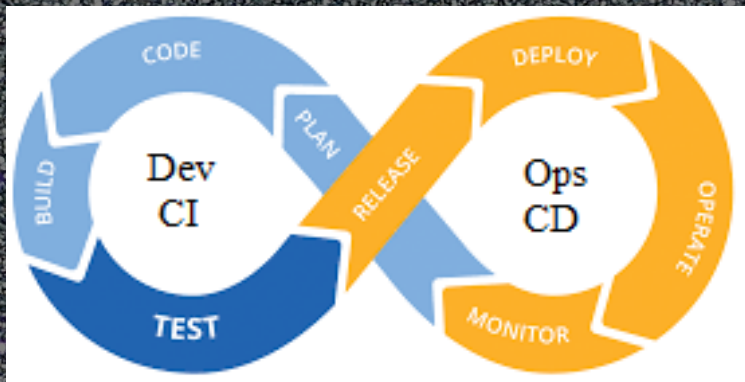 CODE
DEPLOY
PLAN
BUILD
Dev
CI
RELEASE
Ops
CD
OPERATE
TEST
MONITOR